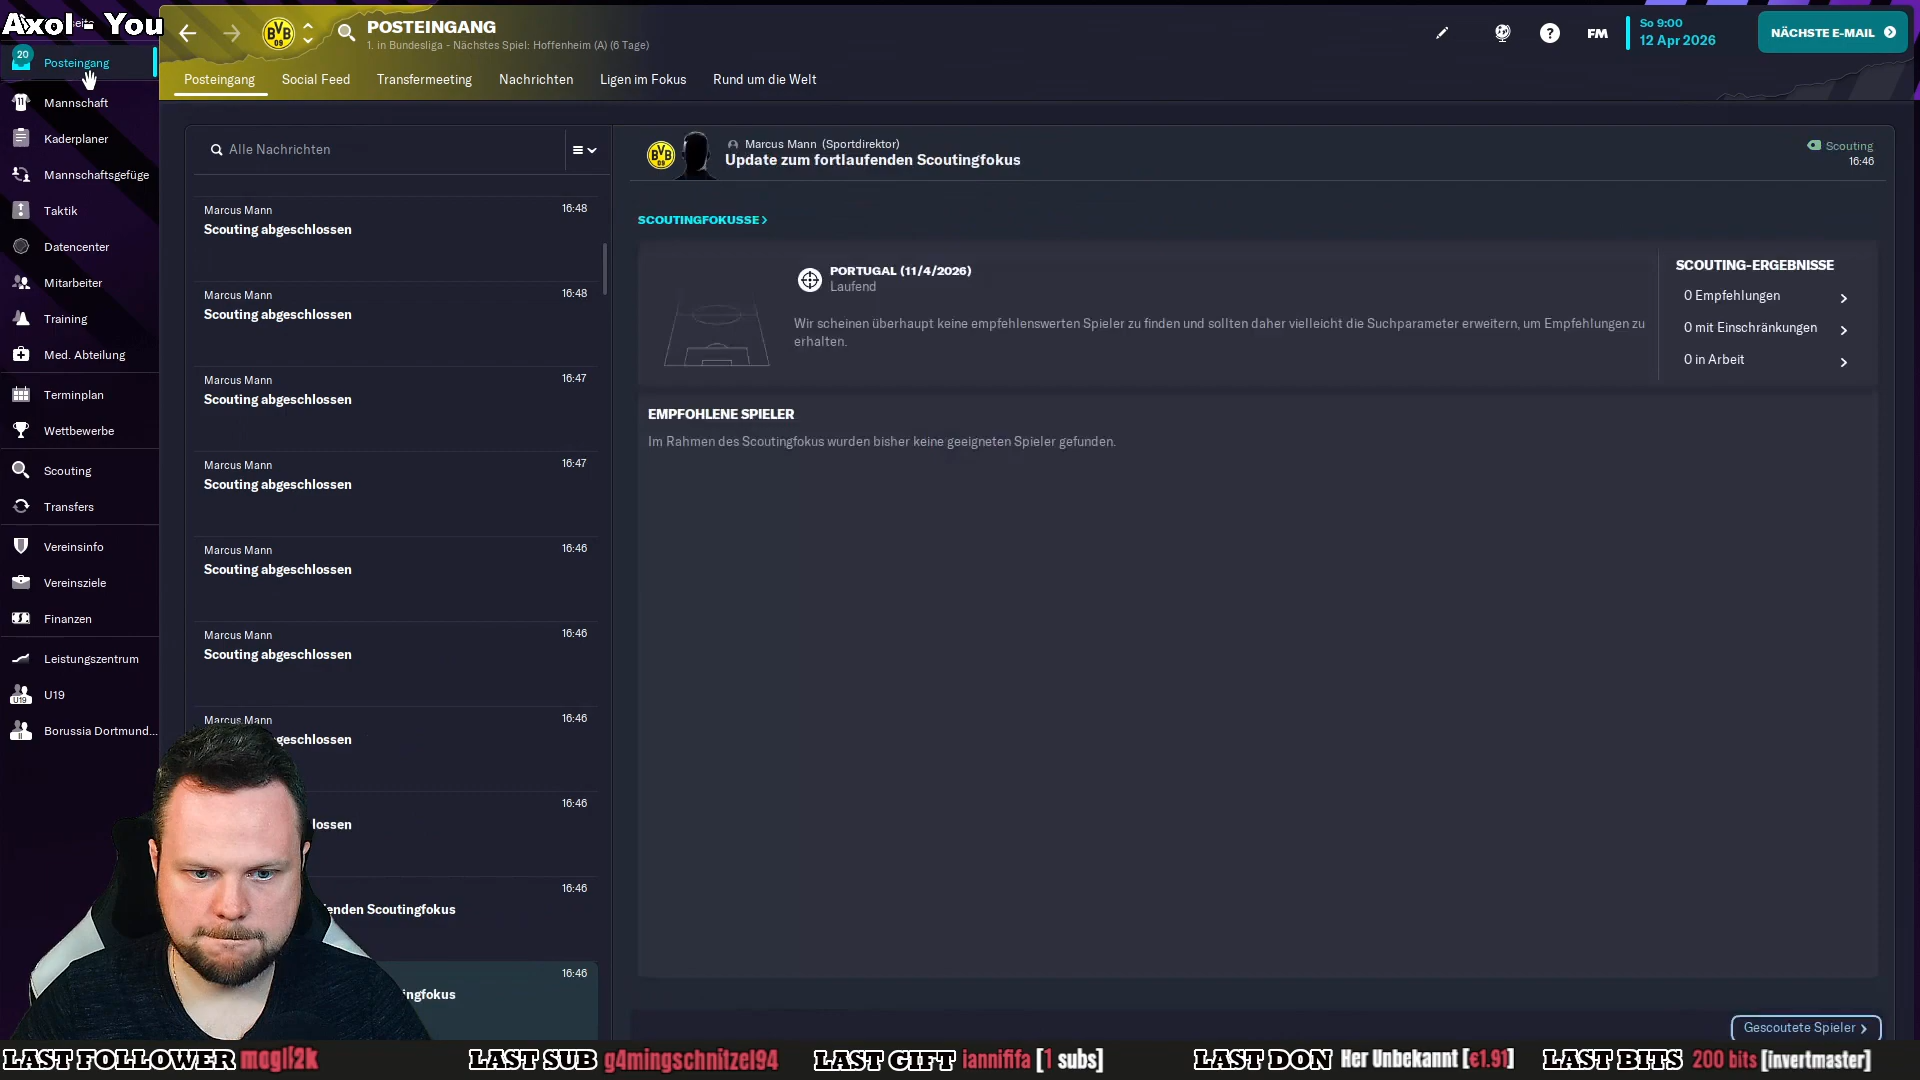 Axol - You
20
Posteingang
Mannschaft
Kaderplaner
Mannschaftsgefüge
Taktik
Datencenter
Mitarbeiter
Training
Med. Abteilung
Terminplan
Wettbewerbe
Scouting
Transfers
Vereinsinfo
Vereinsziele
Finanzen
Leistungszentrum
U19
U19
Borussia Dortmund...
BVB 09
POSTEINGANG
1. in Bundesliga - Nächstes Spiel: Hoffenheim (A) (6 Tage)
FM
So 9:00
12 Apr 2026
NÄCHSTE E-MAIL
Posteingang Social Feed Transfermeeting Nachrichten Ligen im Fokus Rund um die Welt
Alle Nachrichten
Marcus Mann 16:48
Scouting abgeschlossen
Marcus Mann 16:48
Scouting abgeschlossen
Marcus Mann 16:47
Scouting abgeschlossen
Marcus Mann 16:47
Scouting abgeschlossen
Marcus Mann 16:46
Scouting abgeschlossen
Marcus Mann 16:46
Scouting abgeschlossen
Marcus Mann 16:46
geschlossen
16:46
lossen
16:46
enden Scoutingfokus
16:46
ingfokus
BVB 09
Marcus Mann (Sportdirektor)
Update zum fortlaufenden Scoutingfokus
Scouting
16:46
SCOUTINGFOKUSSE
PORTUGAL (11/4/2026)
Laufend
Wir scheinen überhaupt keine empfehlenswerten Spieler zu finden und sollten daher vielleicht die Suchparameter erweitern, um Empfehlungen zu
erhalten.
SCOUTING-ERGEBNISSE
0 Empfehlungen
0 mit Einschränkungen
0 in Arbeit
EMPFOHLENE SPIELER
Im Rahmen des Scoutingfokus wurden bisher keine geeigneten Spieler gefunden.
Gescoutete Spieler
LAST FOLLOWER mogli2k LAST SUB g4mingschnitzel94 LAST GIFT iannififa [1 subs] LAST DON Her Unbekannt [€1.91] LAST BITS 200 bits [invertmaster]